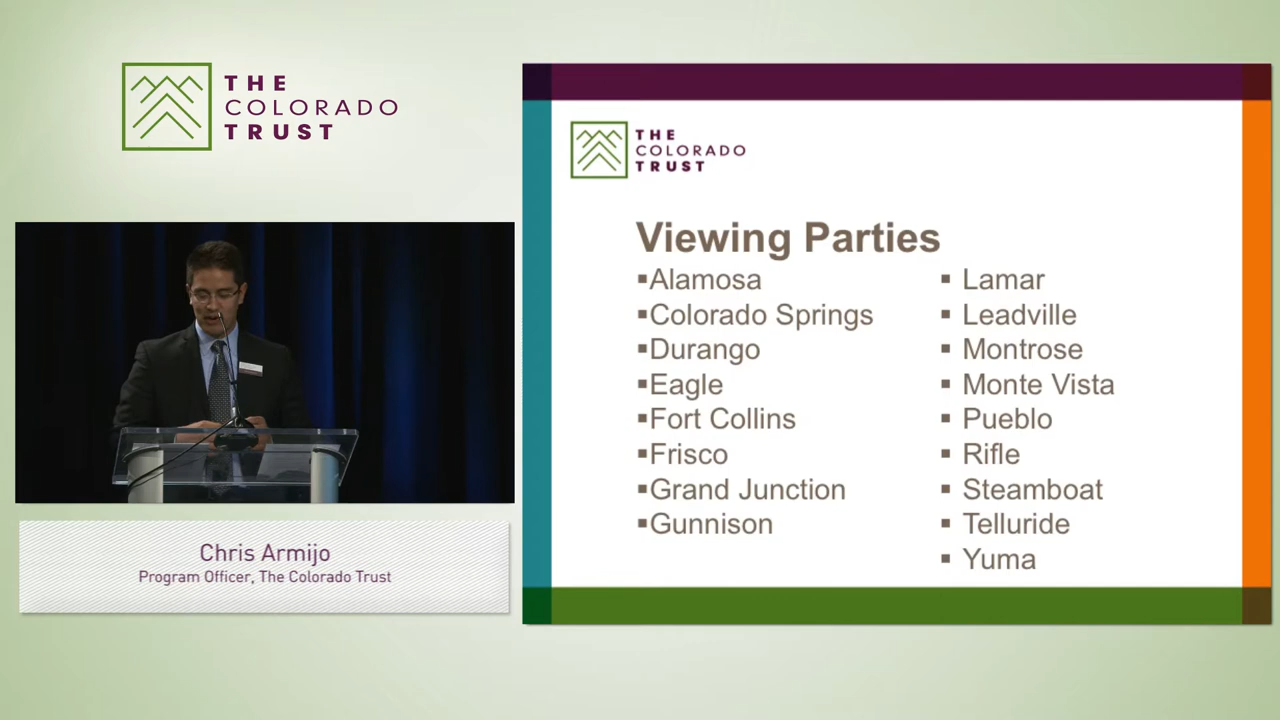 THE
COLORADO
TRUST
Chris Armijo
Program Officer, The Colorado Trust
THE
COLORADO
TRUST
Viewing Parties
▪Alamosa
▪Colorado Springs
▪Durango
▪Eagle
▪Fort Collins
▪Frisco
▪Grand Junction
▪Gunnison
▪ Lamar
▪ Leadville
▪ Montrose
▪ Monte Vista
▪ Pueblo
▪ Rifle
▪ Steamboat
▪ Telluride
▪ Yuma